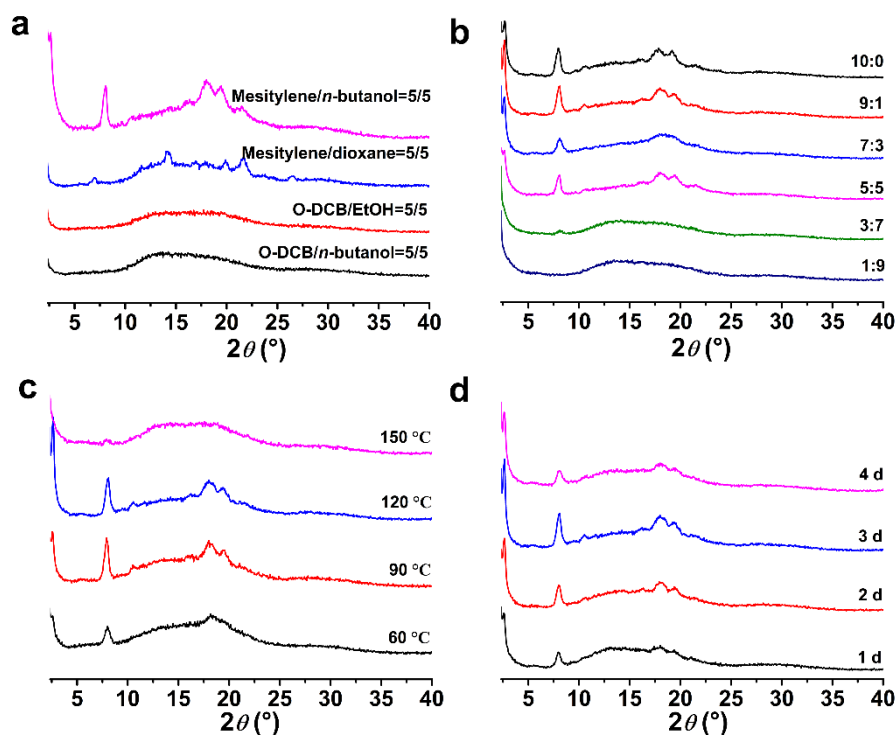 a
Mesitylene/n-butanol=5/5
Mesitylene/dioxane=5/5
O-DCB/EtOH=5/5
O-DCB/n-butanol=5/5
5 10 15 20 25 30 35 40
2θ (°)
b
10:0
9:1
7:3
5:5
3:7
1:9
5 10 15 20 25 30 35 40
2θ (°)
c
150 °C
120 °C
90 °C
60 °C
5 10 15 20 25 30 35 40
2θ (°)
d
4 d
3 d
2 d
1 d
5 10 15 20 25 30 35 40
2θ (°)